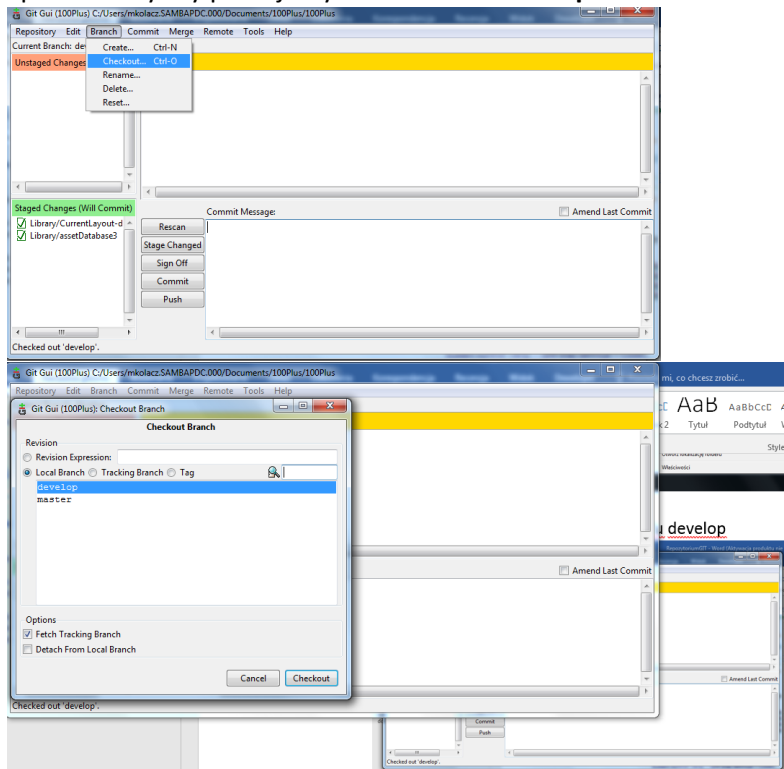 Git Gui (100Plus) C:/Users/mkolacz.SAMBAPDC.000/Documents/100Plus/100Plus
Repository Edit Branch Commit Merge Remote Tools Help
Current Branch: de
Create... Ctrl-N
Unstaged Changes
Checkout... Ctrl-O
Rename...
Delete...
Reset...
Staged Changes (Will Commit)
Commit Message:
Amend Last Commit
Library/CurrentLayout-d
Library/assetDatabase3
Rescan
Stage Changed
Sign Off
Commit
Push
Checked out 'develop'.
Git Gui (100Plus) C:/Users/mkolacz.SAMBAPDC.000/Documents/100Plus/100Plus
Repository Edit Branch Commit Merge Remote Tools Help
Git Gui (100Plus): Checkout Branch
Checkout Branch
Revision
Revision Expression:
Local Branch Tracking Branch Tag
develop
master
Options
Fetch Tracking Branch
Detach From Local Branch
Cancel Checkout
Amend Last Commit
Checked out 'develop'.
mi, co chcesz zrobić...
AaB AaBbCcD
2 Tytuł Podtytuł
Style
Właściwości
u develop
Amend Last Commit
Commit
Push
Checked out 'develop'.